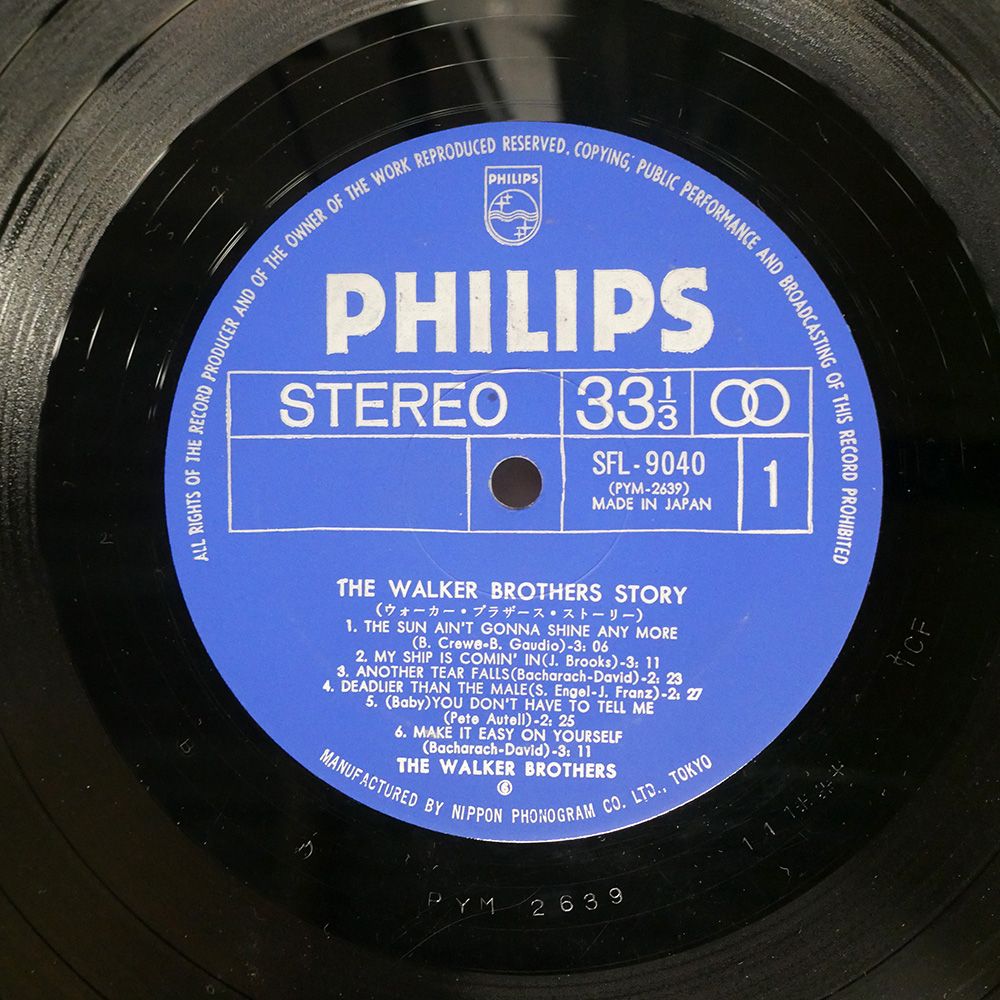 ALL RIGHTS OF THE RECORD PRODUCER AND OF THE OWNER OF THE WORK REPRODUCED RESERVED. COPYING, PUBLIC PERFORMANCE AND BROADCASTING OF THIS RECORD PROHIBITED
PHILIPS
PHILIPS
STEREO 33 1/3
SFL-9040 1
(PYM-2639)
MADE IN JAPAN
THE WALKER BROTHERS STORY
(ウォーカー・ブラザース・ストーリー)
1. THE SUN AIN'T GONNA SHINE ANY MORE
(B. Crewe-B. Gaudio)-3: 06
2. MY SHIP IS COMIN' IN(J. Brooks)-3: 11
3. ANOTHER TEAR FALLS(Bacharach-David)-2: 23
4. DEADLIER THAN THE MALE(S. Engel-J. Franz)-2: 27
5. (Baby)YOU DON'T HAVE TO TELL ME
(Pete Autell)-2: 25
6. MAKE IT EASY ON YOURSELF
(Bacharach-David)-3: 11
THE WALKER BROTHERS
MANUFACTURED BY NIPPON PHONOGRAM CO. LTD., TOKYO
PYM 2639